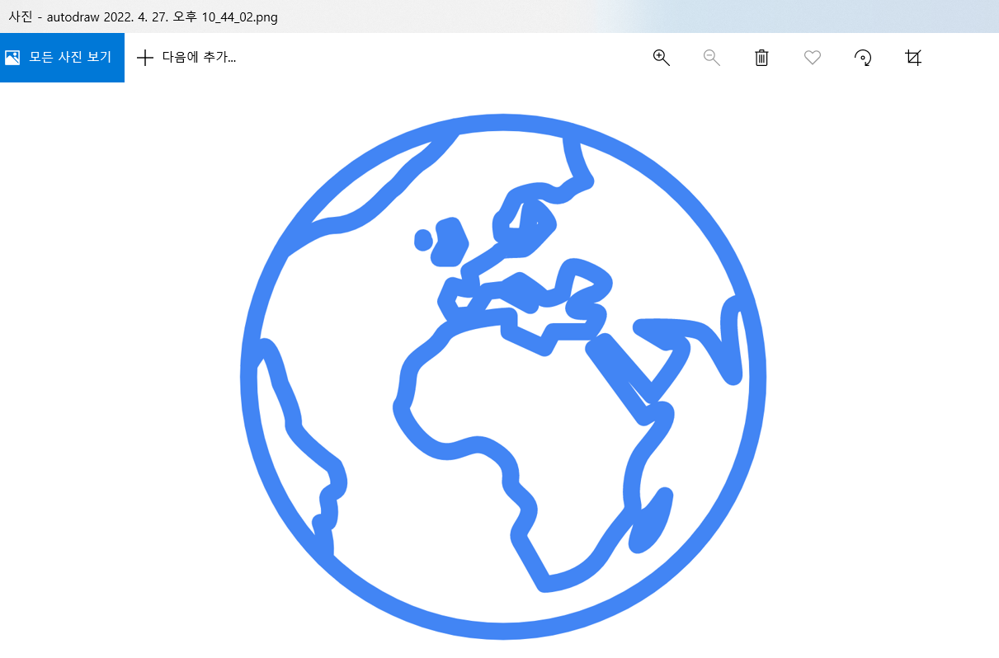 사진 - autodraw 2022. 4. 27. 오후 10_44_02.png
모든 사진 보기
다음에 추가...